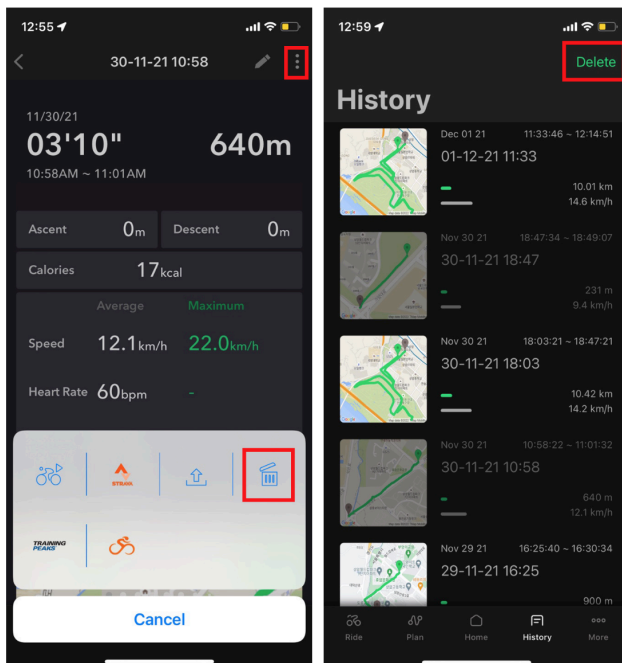 12:55
30-11-21 10:58
11/30/21
03'10" 640m
10:58AM ~ 11:01AM
Ascent 0m Descent 0m
Calories 17kcal
Average Maximum
Speed 12.1km/h 22.0km/h
Heart Rate 60bpm -
STRAVA
TRAINING
PEAKS
Cancel
12:59
Delete
History
Dec 01 21 11:33:46 ~ 12:14:51
01-12-21 11:33
10.01 km
14.6 km/h
Nov 30 21 18:47:34 ~ 18:49:07
30-11-21 18:47
231 m
9.4 km/h
Nov 30 21 18:03:21 ~ 18:47:21
30-11-21 18:03
10.42 km
14.2 km/h
Nov 30 21 10:58:22 ~ 11:01:32
30-11-21 10:58
640 m
12.1 km/h
Nov 29 21 16:25:40 ~ 16:30:34
29-11-21 16:25
900 m
Ride Plan Home History More